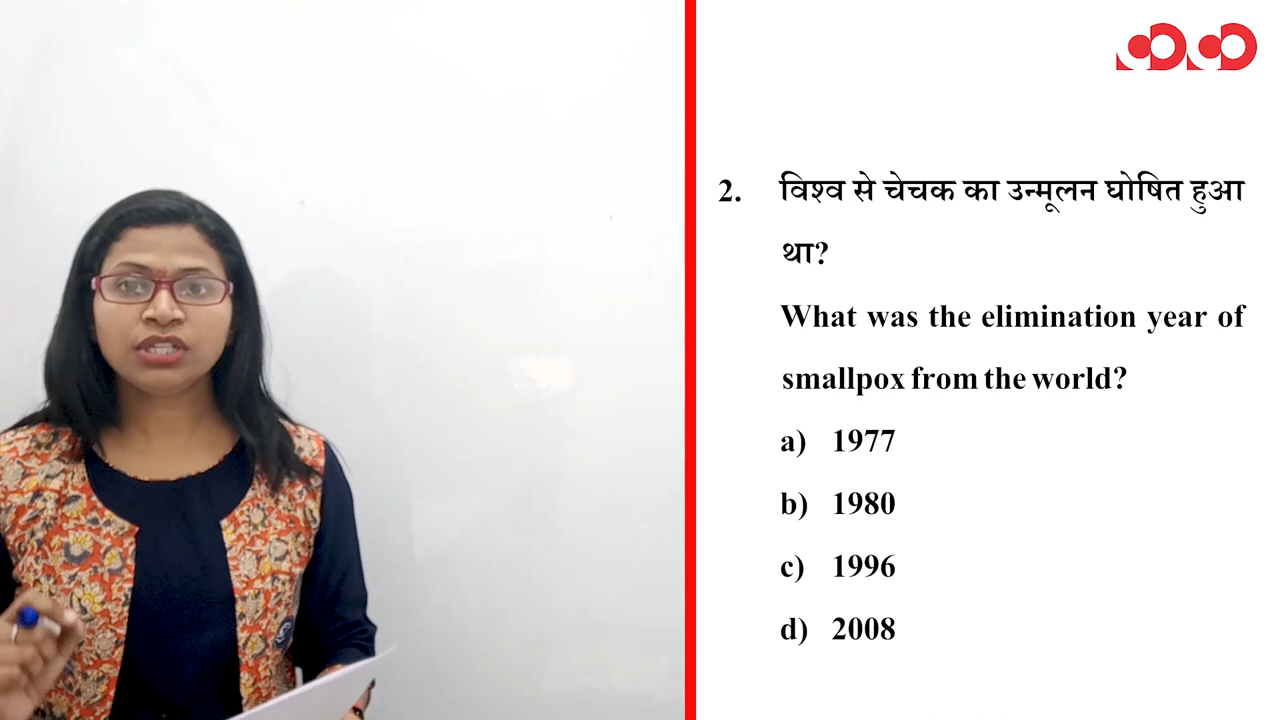 2. विश्व से चेचक का उन्मूलन घोषित हुआ
था?
What was the elimination year of
smallpox from the world?
a) 1977
b) 1980
c) 1996
d) 2008